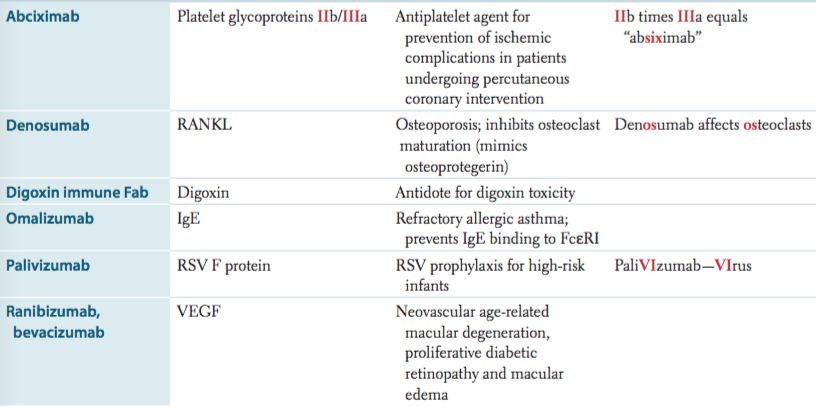 Abciximab Platelet glycoproteins IIb/IIIa Antiplatelet agent for IIb times IIIa equals
prevention of ischemic “absiximab”
complications in patients
undergoing percutaneous
coronary intervention
Denosumab RANKL Osteoporosis; inhibits osteoclast Denosumab affects osteoclasts
maturation (mimics
osteoprotegerin)
Digoxin immune Fab Digoxin Antidote for digoxin toxicity
Omalizumab IgE Refractory allergic asthma;
prevents IgE binding to FcεRI
Palivizumab RSV F protein RSV prophylaxis for high-risk PaliVIzumab—VIrus
infants
Ranibizumab, VEGF Neovascular age-related
bevacizumab macular degeneration,
proliferative diabetic
retinopathy and macular
edema